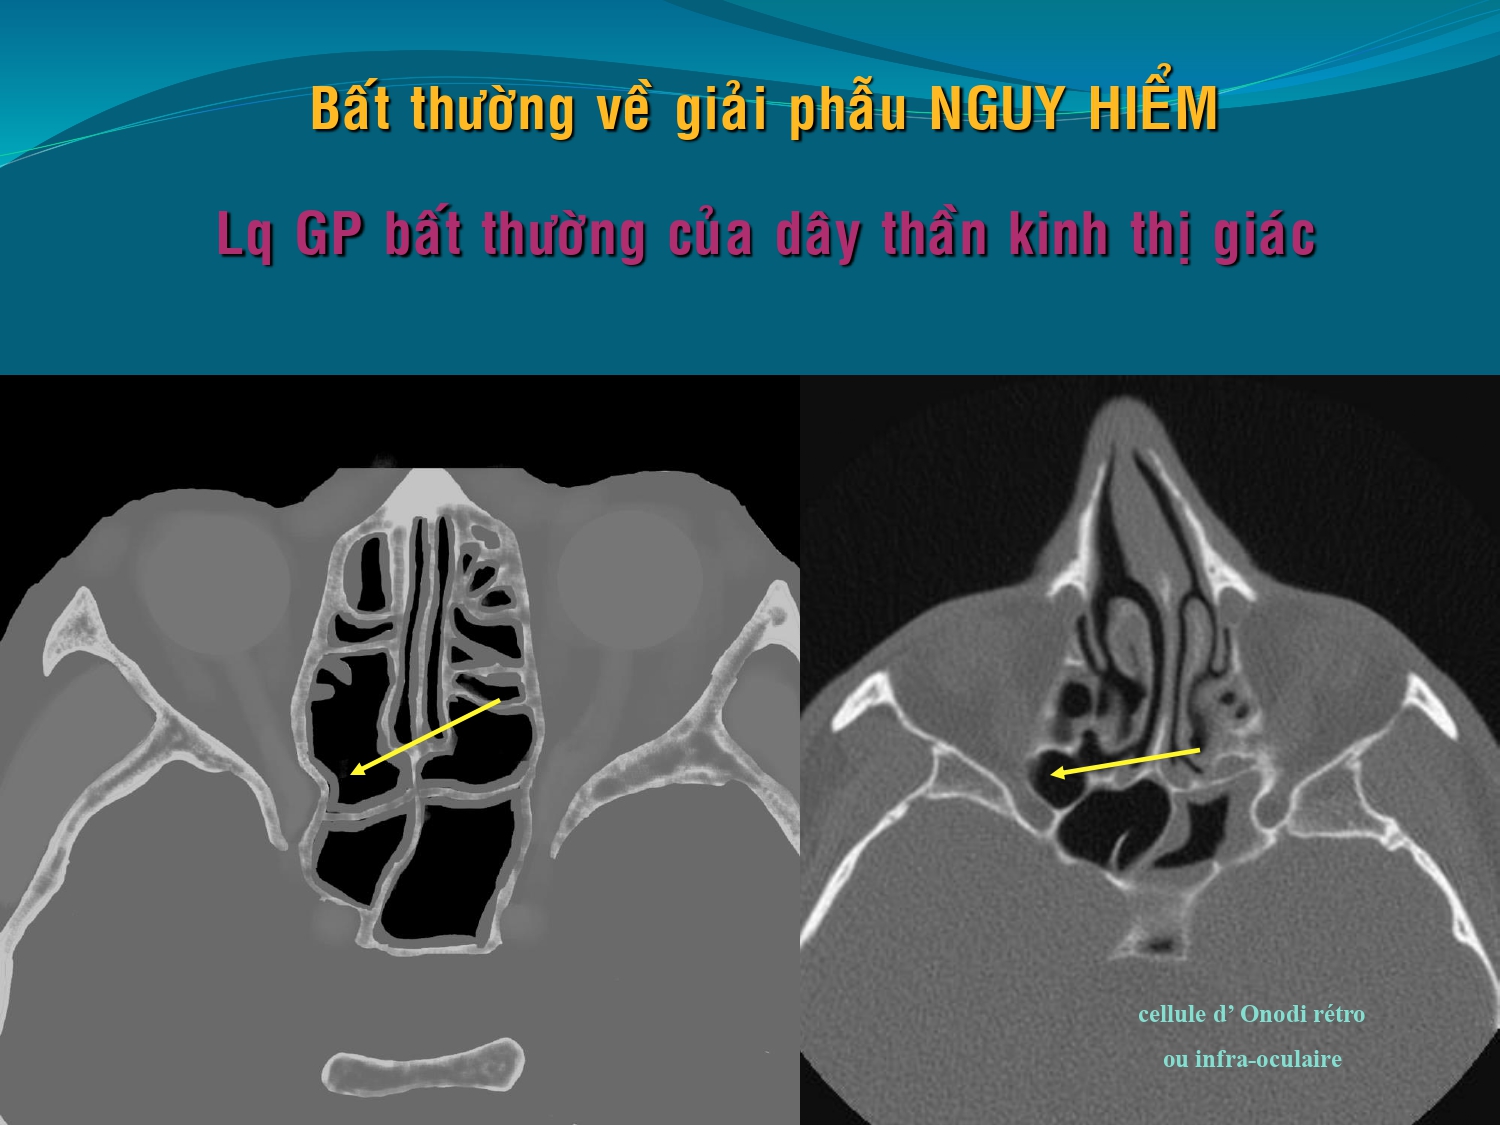 Bất thường về giải phẫu NGUY HIỂM
Lq GP bất thường của dây thần kinh thị giác
cellule d’ Onodi rétro
ou infra-oculaire